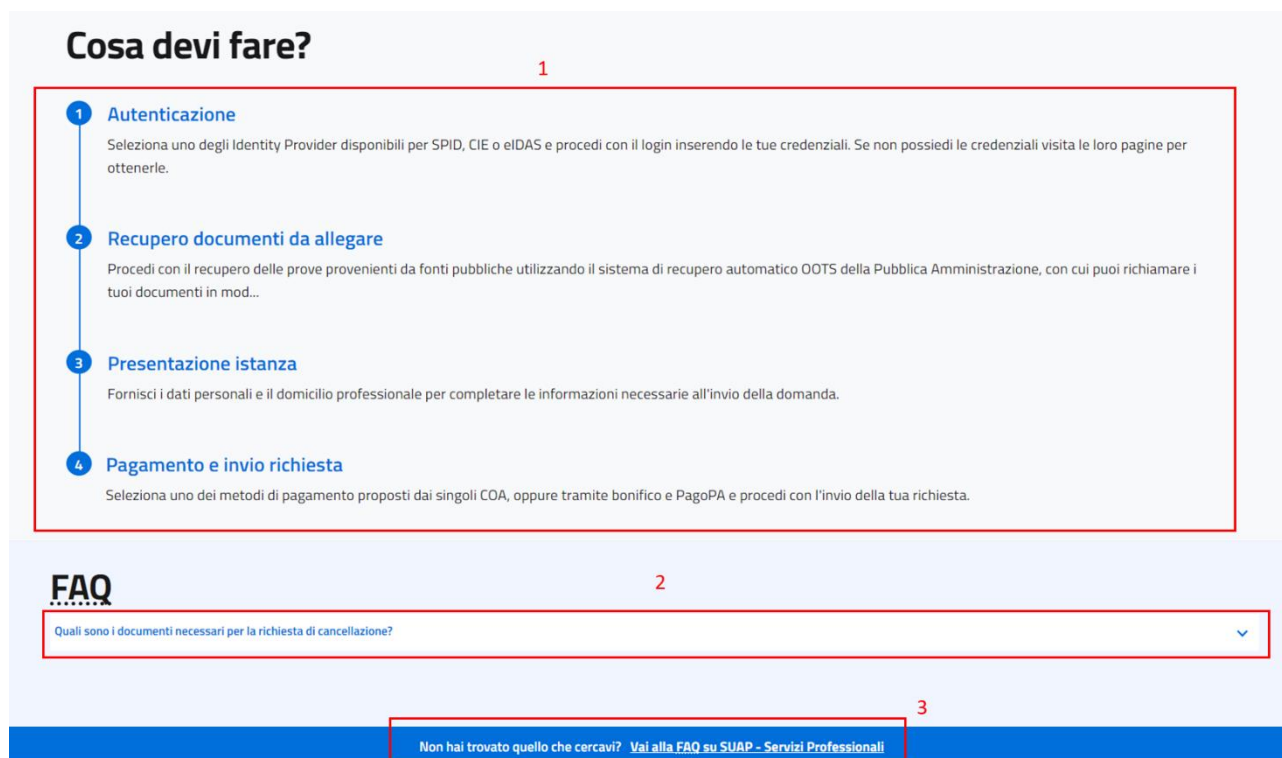 Cosa devi fare?
1
1 Autenticazione
Seleziona uno degli Identity Provider disponibili per SPID, CIE o eIDAS e procedi con il login inserendo le tue credenziali. Se non possiedi le credenziali visita le loro pagine per
ottenerle.
2 Recupero documenti da allegare
Procedi con il recupero delle prove provenienti da fonti pubbliche utilizzando il sistema di recupero automatico OOTS della Pubblica Amministrazione, con cui puoi richiamare i
tuoi documenti in mod...
3 Presentazione istanza
Fornisci i dati personali e il domicilio professionale per completare le informazioni necessarie all'invio della domanda.
4 Pagamento e invio richiesta
Seleziona uno dei metodi di pagamento proposti dai singoli COA, oppure tramite bonifico e PagoPA e procedi con l'invio della tua richiesta.
FAQ
2
Quali sono i documenti necessari per la richiesta di cancellazione?
3
Non hai trovato quello che cercavi? Vai alla FAQ su SUAP - Servizi Professionali